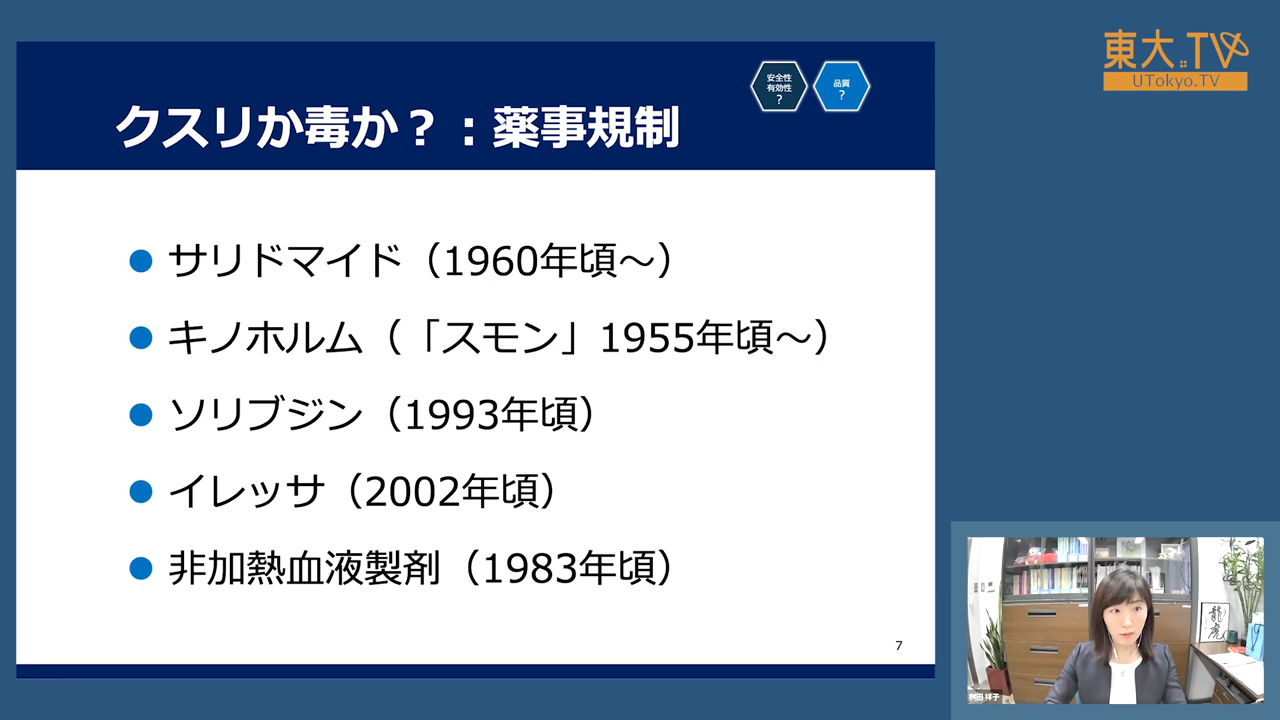 クスリか毒か？：薬事規制
安全性
有効性
?
品質
?
東大.TV
UTokyo.TV
● サリドマイド（1960年頃～）
● キノホルム（「スモン」1955年頃～）
● ソリブジン（1993年頃）
● イレッサ（2002年頃）
● 非加熱血液製剤（1983年頃）
7
龍虎